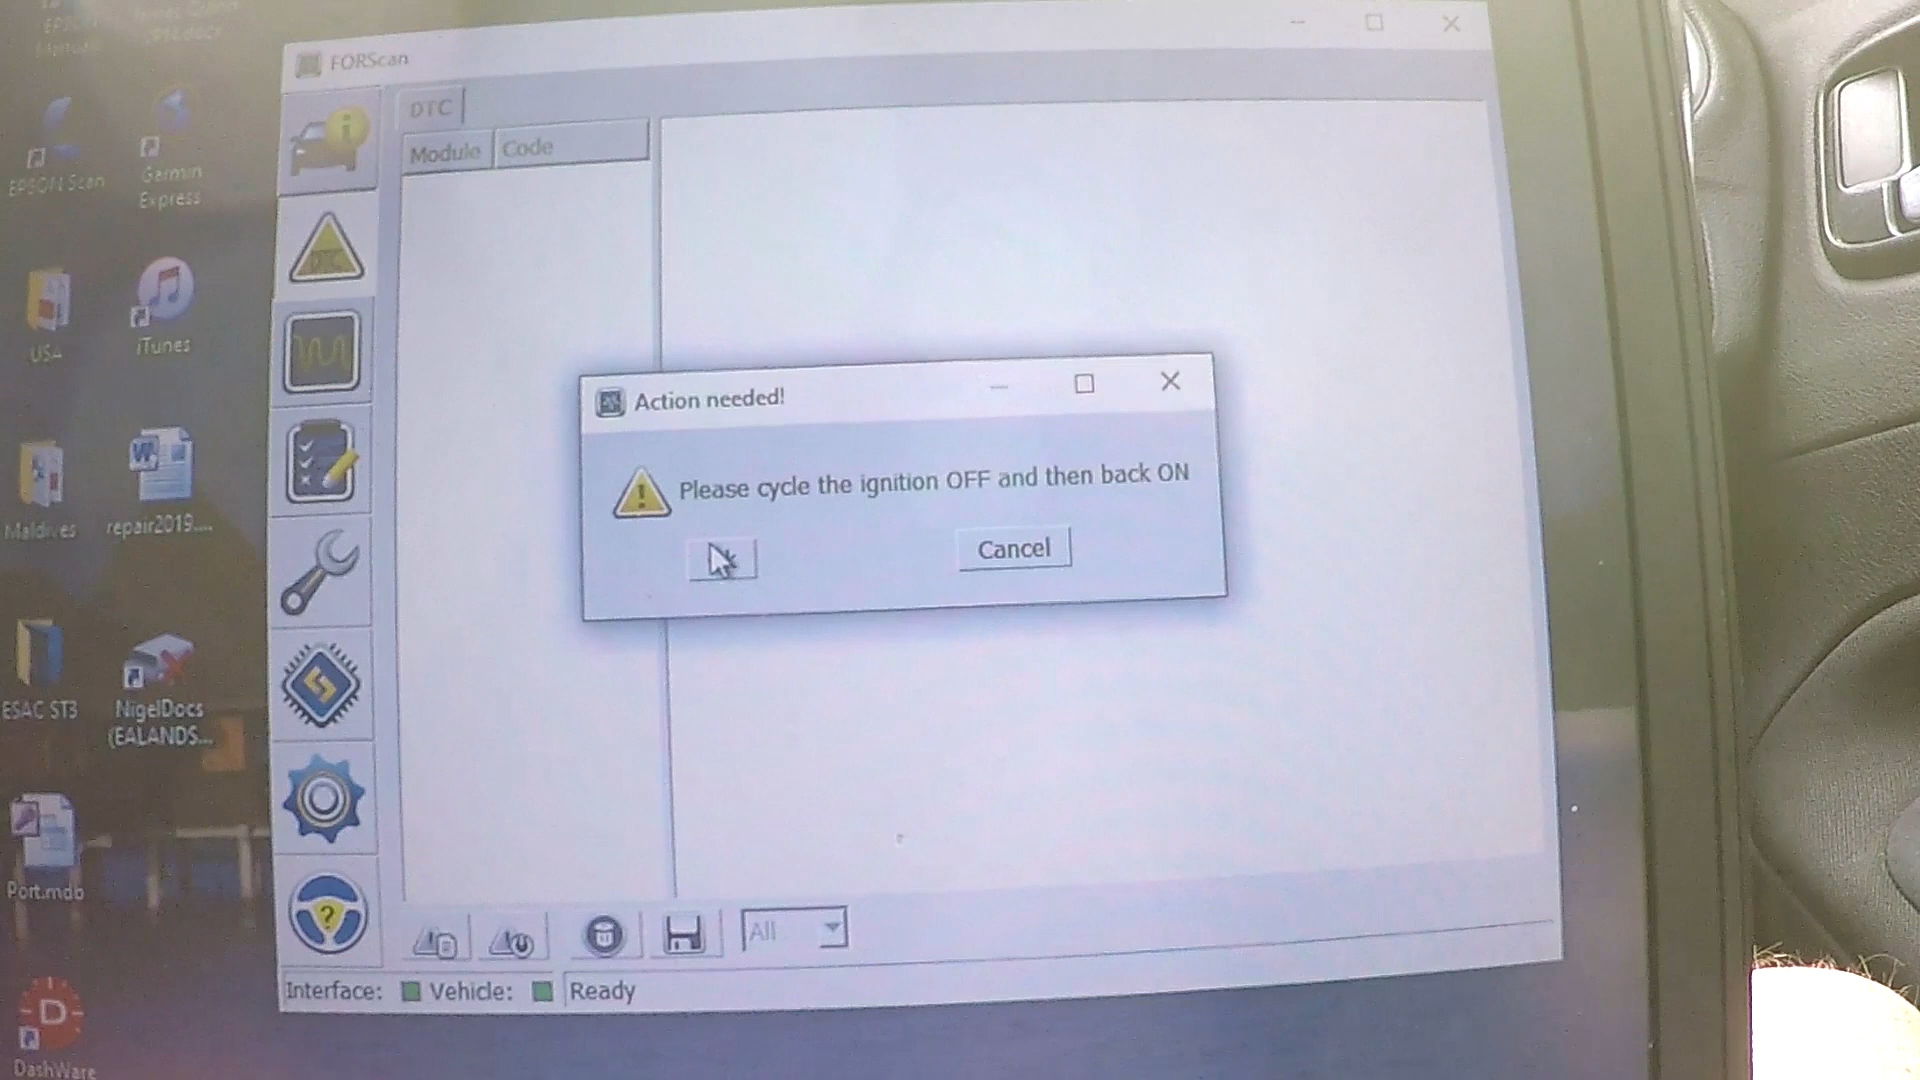 FORScan
DTC
Module Code
Action needed!
Please cycle the ignition OFF and then back ON
Cancel
All
Interface: Vehicle: Ready
EPSON Scan
Garmin Express
USA
iTunes
Maldives
repair2019....
ESAC ST3
NigelDocs
(EALANDS...
Port.mdb
D
DashWare
DTC